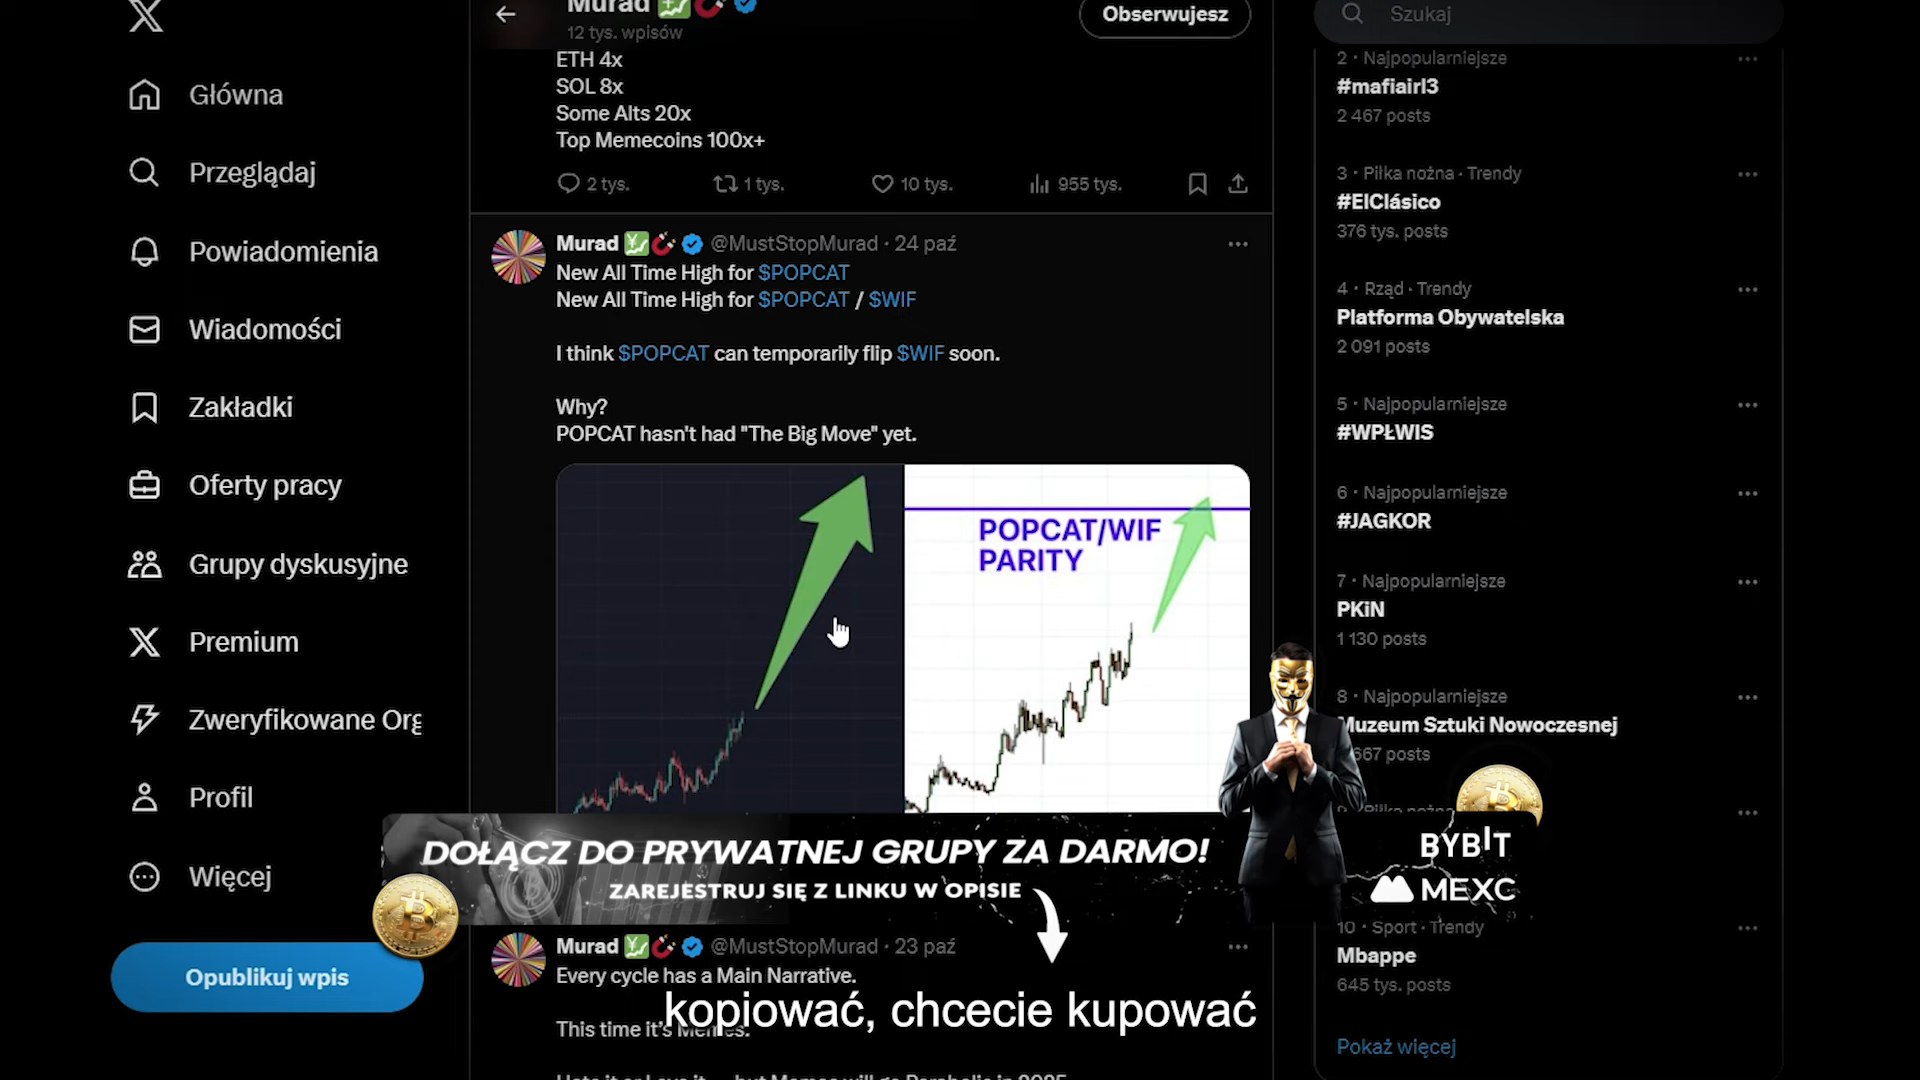 Główna
Przeglądaj
Powiadomienia
Wiadomości
Zakładki
Oferty pracy
Grupy dyskusyjne
Premium
Zweryfikowane Org
Profil
Więcej
Opublikuj wpis
Murad
12 tys. wpisów
Obserwujesz
ETH 4x
SOL 8x
Some Alts 20x
Top Memecoins 100x+
2 tys. 1 tys. 10 tys. 955 tys.
Murad @MustStopMurad · 24 paź
New All Time High for $POPCAT
New All Time High for $POPCAT / $WIF
I think $POPCAT can temporarily flip $WIF soon.
Why?
POPCAT hasn't had "The Big Move" yet.
POPCAT/WIF
PARITY
DOŁĄCZ DO PRYWATNEJ GRUPY ZA DARMO!
ZAREJESTRUJ SIĘ Z LINKU W OPISIE
BYBIT
MEXC
Murad @MustStopMurad · 23 paź
Every cycle has a Main Narrative.
This time it's Memes.
kopiować, chcecie kupować
Szukaj
2 · Najpopularniejsze
#mafiairl3
2 467 posts
3 · Piłka nożna · Trendy
#ElClásico
376 tys. posts
4 · Rząd · Trendy
Platforma Obywatelska
2 091 posts
5 · Najpopularniejsze
#WPŁWIS
6 · Najpopularniejsze
#JAGKOR
7 · Najpopularniejsze
PKiN
1 130 posts
8 · Najpopularniejsze
Muzeum Sztuki Nowoczesnej
667 posts
9 · Piłka nożna
10 · Sport · Trendy
Mbappe
645 tys. posts
Pokaż więcej